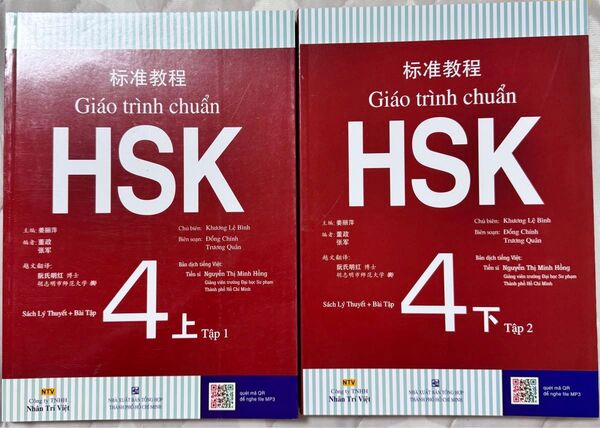 标准教程
Giáo trình chuẩn
HSK
主编: 姜丽萍
Chủ biên: Khương Lệ Bình
编者: 董政
张军
Biên soạn: Đổng Chính
Trương Quân
越文翻译:
阮氏明红 博士
胡志明市师范大学
Bản dịch tiếng Việt:
Tiến sĩ Nguyễn Thị Minh Hồng
Giảng viên trường Đại học Sư phạm
Thành phố Hồ Chí Minh
Sách Lý Thuyết + Bài Tập
4 上 Tập 1
NTV
Công ty TNHH
Nhân Trí Việt
NHÀ XUẤT BẢN TỔNG HỢP
THÀNH PHỐ HỒ CHÍ MINH
quét mã QR
để nghe file MP3
标准教程
Giáo trình chuẩn
HSK
主编: 姜丽萍
Chủ biên: Khương Lệ Bình
编者: 董政
张军
Biên soạn: Đổng Chính
Trương Quân
越文翻译:
阮氏明红 博士
胡志明市师范大学
Bản dịch tiếng Việt:
Tiến sĩ Nguyễn Thị Minh Hồng
Giảng viên trường Đại học Sư phạm
Thành phố Hồ Chí Minh
Sách Lý Thuyết + Bài Tập
4 下 Tập 2
NTV
Công ty TNHH
Nhân Trí Việt
NHÀ XUẤT BẢN TỔNG HỢP
THÀNH PHỐ HỒ CHÍ MINH
quét mã QR
để nghe file MP3